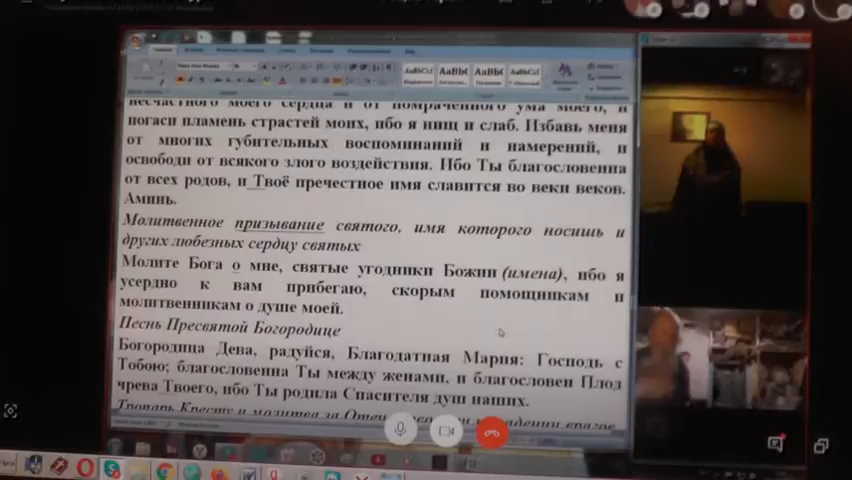 несчастного моего сердца и от помраченного ума моего, и
погаси пламень страстей моих, ибо я нищ и слаб. Избавь меня
от многих губительных воспоминаний и намерений, и
освободи от всякого злого воздействия. Ибо Ты благословенна
от всех родов, и Твоё пречестное имя славится во веки веков.
Аминь.
Молитвенное призывание святого, имя которого носишь и
других любезных сердцу святых
Молите Бога о мне, святые угодники Божии (имена), ибо я
усердно к вам прибегаю, скорым помощникам и
молитвенникам о душе моей.
Песнь Пресвятой Богородице
Богородица Дева, радуйся, Благодатная Мария: Господь с
Тобою; благословенна Ты между женами, и благословен Плод
чрева Твоего, ибо Ты родила Спасителя душ наших.
Тропарь Кресту и молитва за